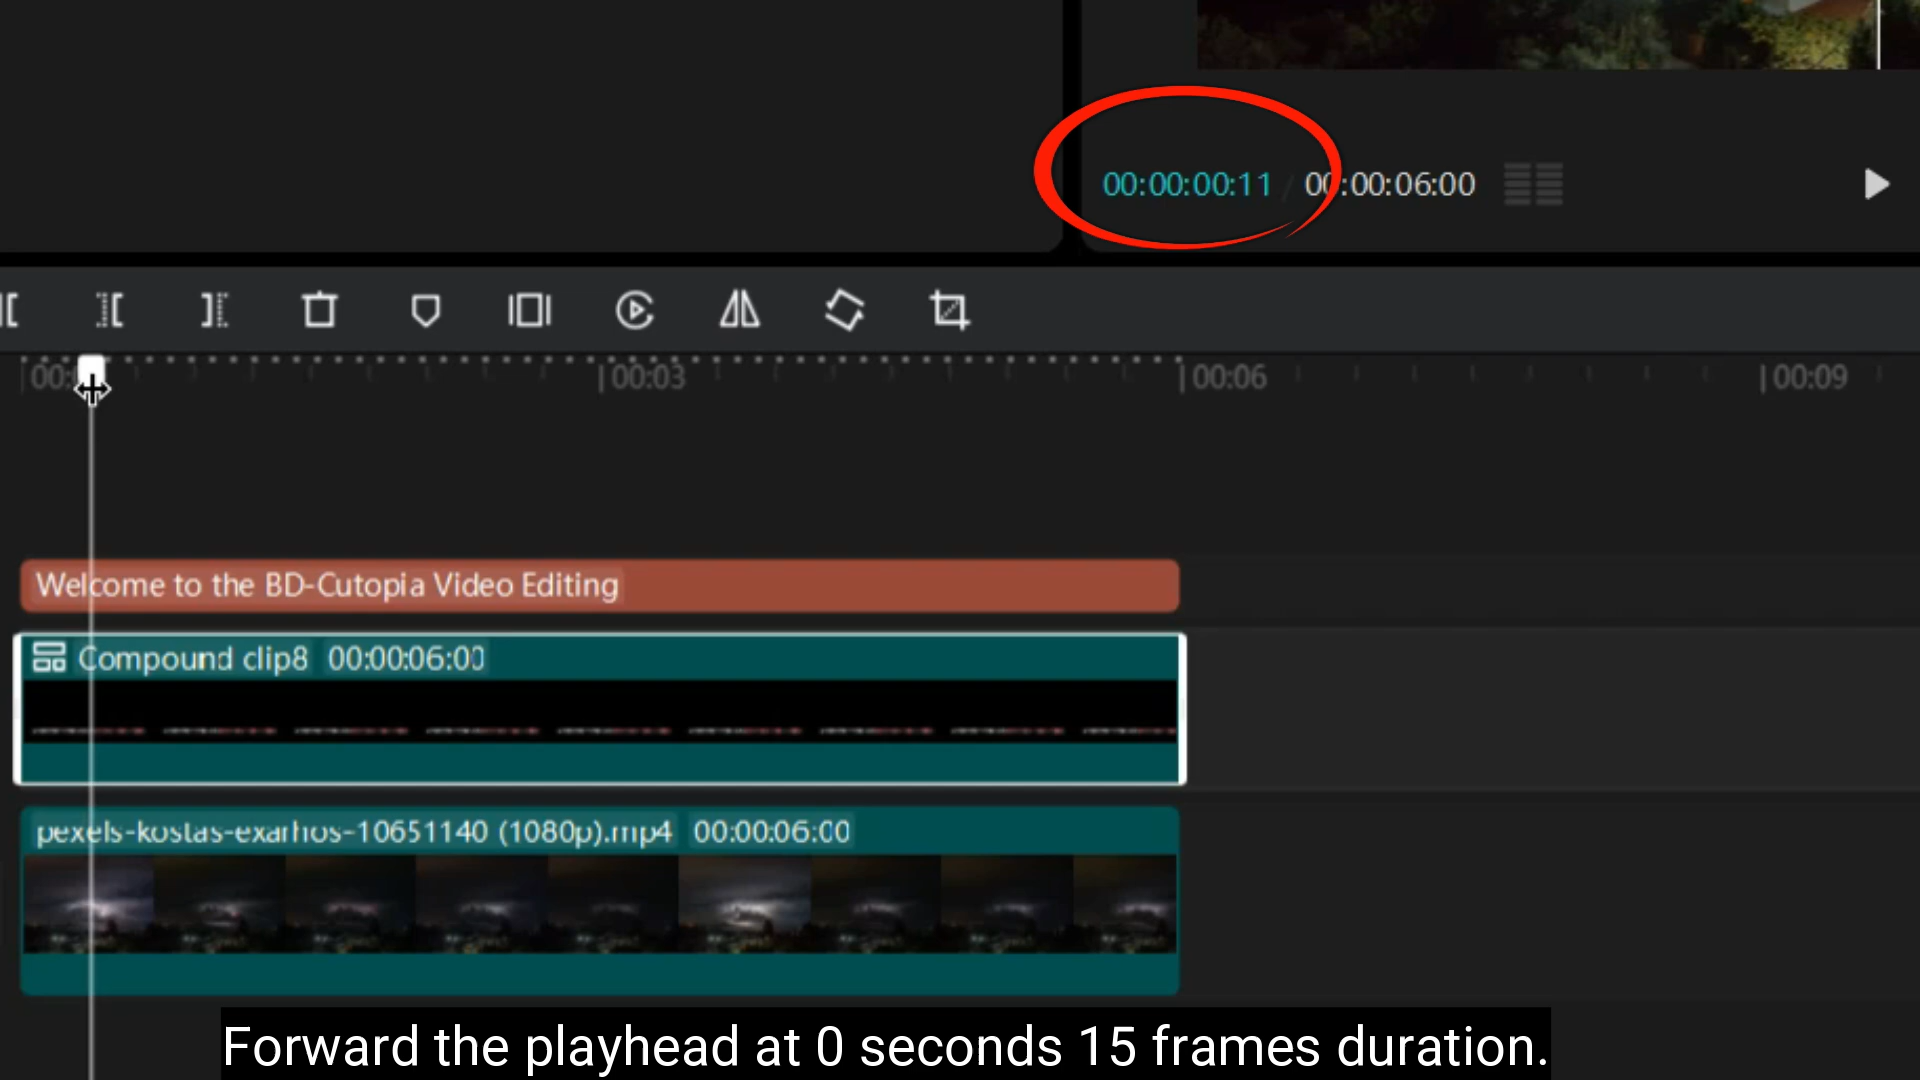 00:00:00:11 / 00:00:06:00
00:03 00:06 00:09
Welcome to the BD-Cutopia Video Editing
Compound clip8 00:00:06:00
pexels-kostas-exarhos-10651140 (1080p).mp4 00:00:06:00
Forward the playhead at 0 seconds 15 frames duration.